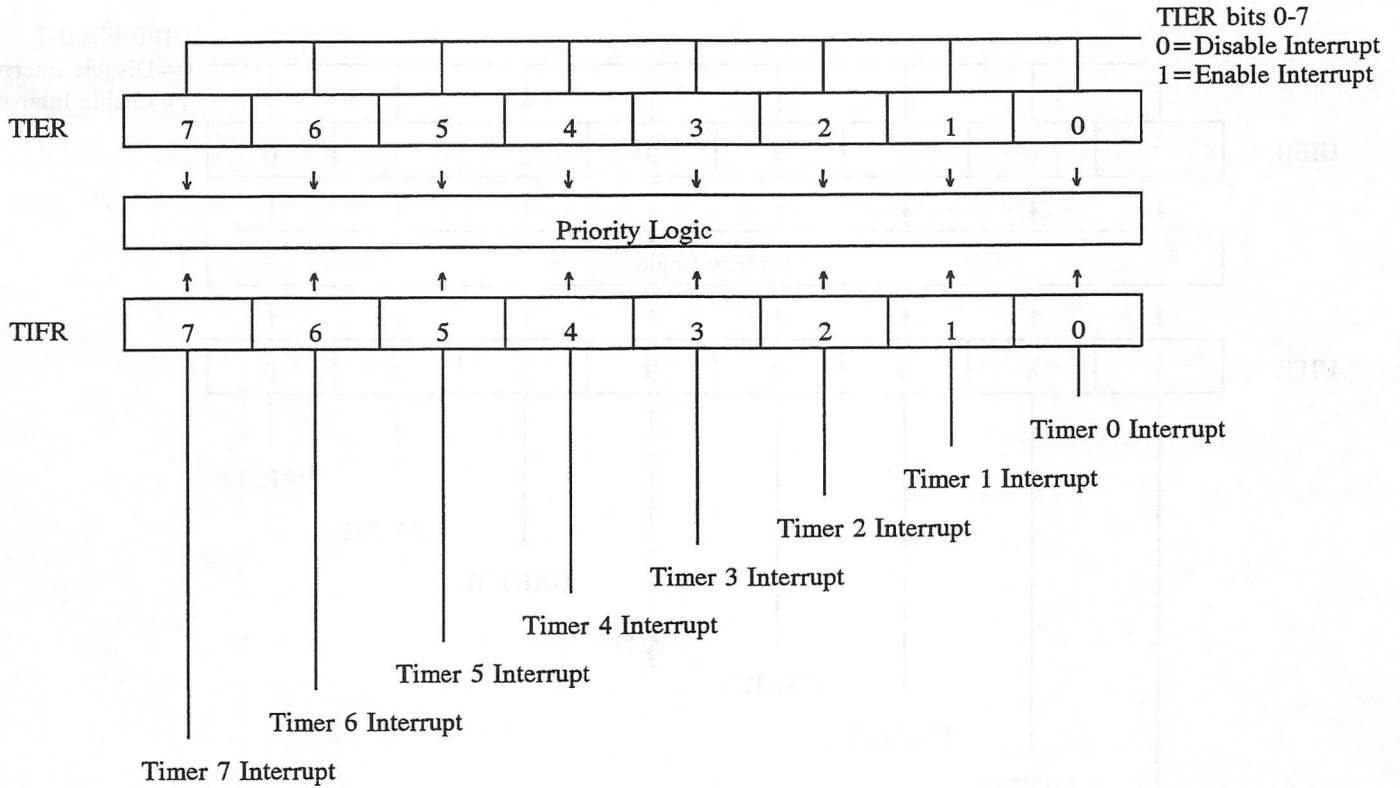 TIER bits 0-7
0=Disable Interrupt
1=Enable Interrupt
TIER 7 6 5 4 3 2 1 0
Priority Logic
TIFR 7 6 5 4 3 2 1 0
Timer 0 Interrupt
Timer 1 Interrupt
Timer 2 Interrupt
Timer 3 Interrupt
Timer 4 Interrupt
Timer 5 Interrupt
Timer 6 Interrupt
Timer 7 Interrupt